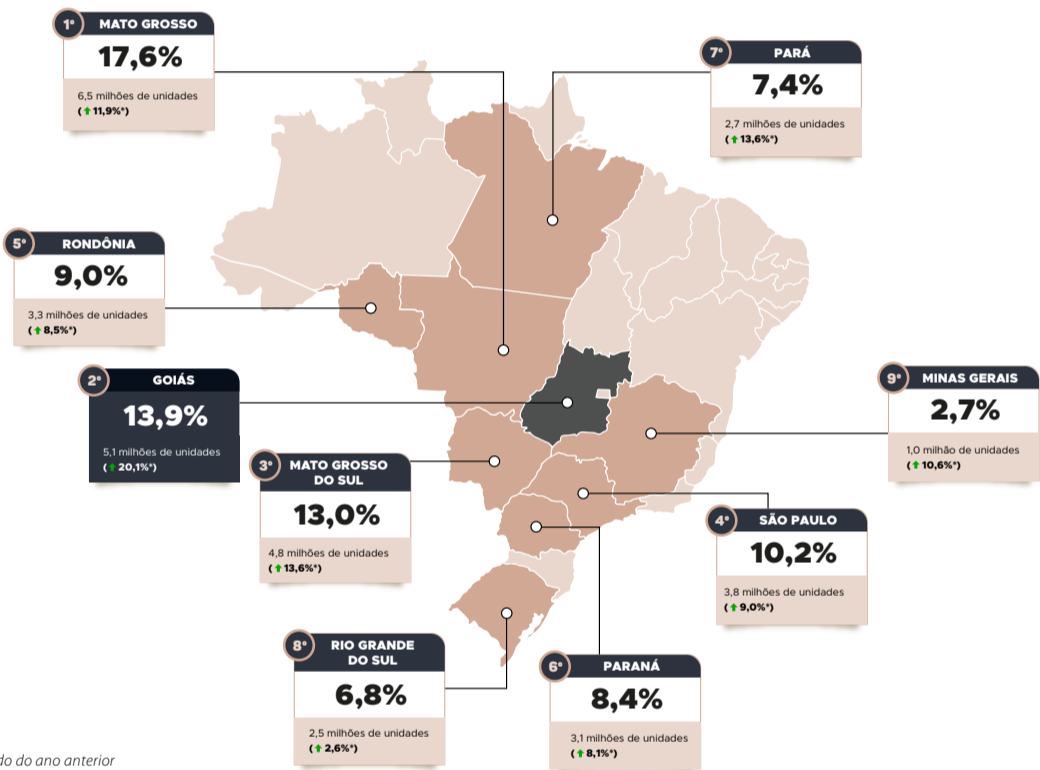 1º MATO GROSSO
17,6%
6,5 milhões de unidades
(⬆ 11,9%*)
7º PARÁ
7,4%
2,7 milhões de unidades
(⬆ 13,6%*)
5º RONDÔNIA
9,0%
3,3 milhões de unidades
(⬆ 8,5%*)
2º GOIÁS
13,9%
5,1 milhões de unidades
(⬆ 20,1%*)
9º MINAS GERAIS
2,7%
1,0 milhão de unidades
(⬆ 10,6%*)
3º MATO GROSSO
DO SUL
13,0%
4,8 milhões de unidades
(⬆ 13,6%*)
4º SÃO PAULO
10,2%
3,8 milhões de unidades
(⬆ 9,0%*)
8º RIO GRANDE
DO SUL
6,8%
2,5 milhões de unidades
(⬆ 2,6%*)
6º PARANÁ
8,4%
3,1 milhões de unidades
(⬆ 8,1%*)
do ano anterior